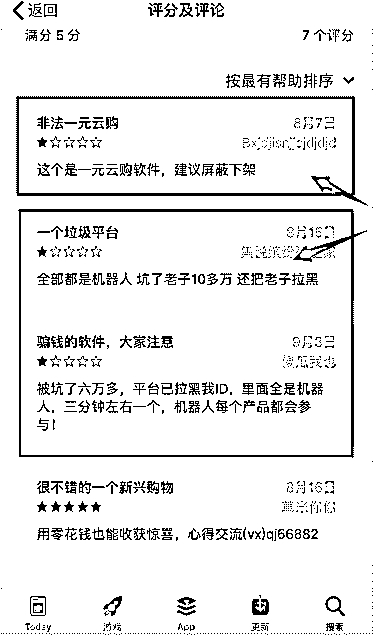 返回
评分及评论
满分 5 分
7 个评分
按最有帮助排序
非法一元云购
8月7日
★☆☆☆☆
这个是一元云购软件，建议屏蔽下架
一个垃圾平台
8月16日
★☆☆☆☆
全部都是机器人 坑了老子10多万 还把老子拉黑
骗钱的软件，大家注意
9月3日
★☆☆☆☆
被坑了六万多，平台已拉黑我ID，里面全是机器
人，三分钟左右一个，机器人每个产品都会参
与！
很不错的一个新兴购物
8月16日
★★★★★
用零花钱也能收获惊喜，心得交流(vx)qj66882
Today
游戏
App
更新
搜索